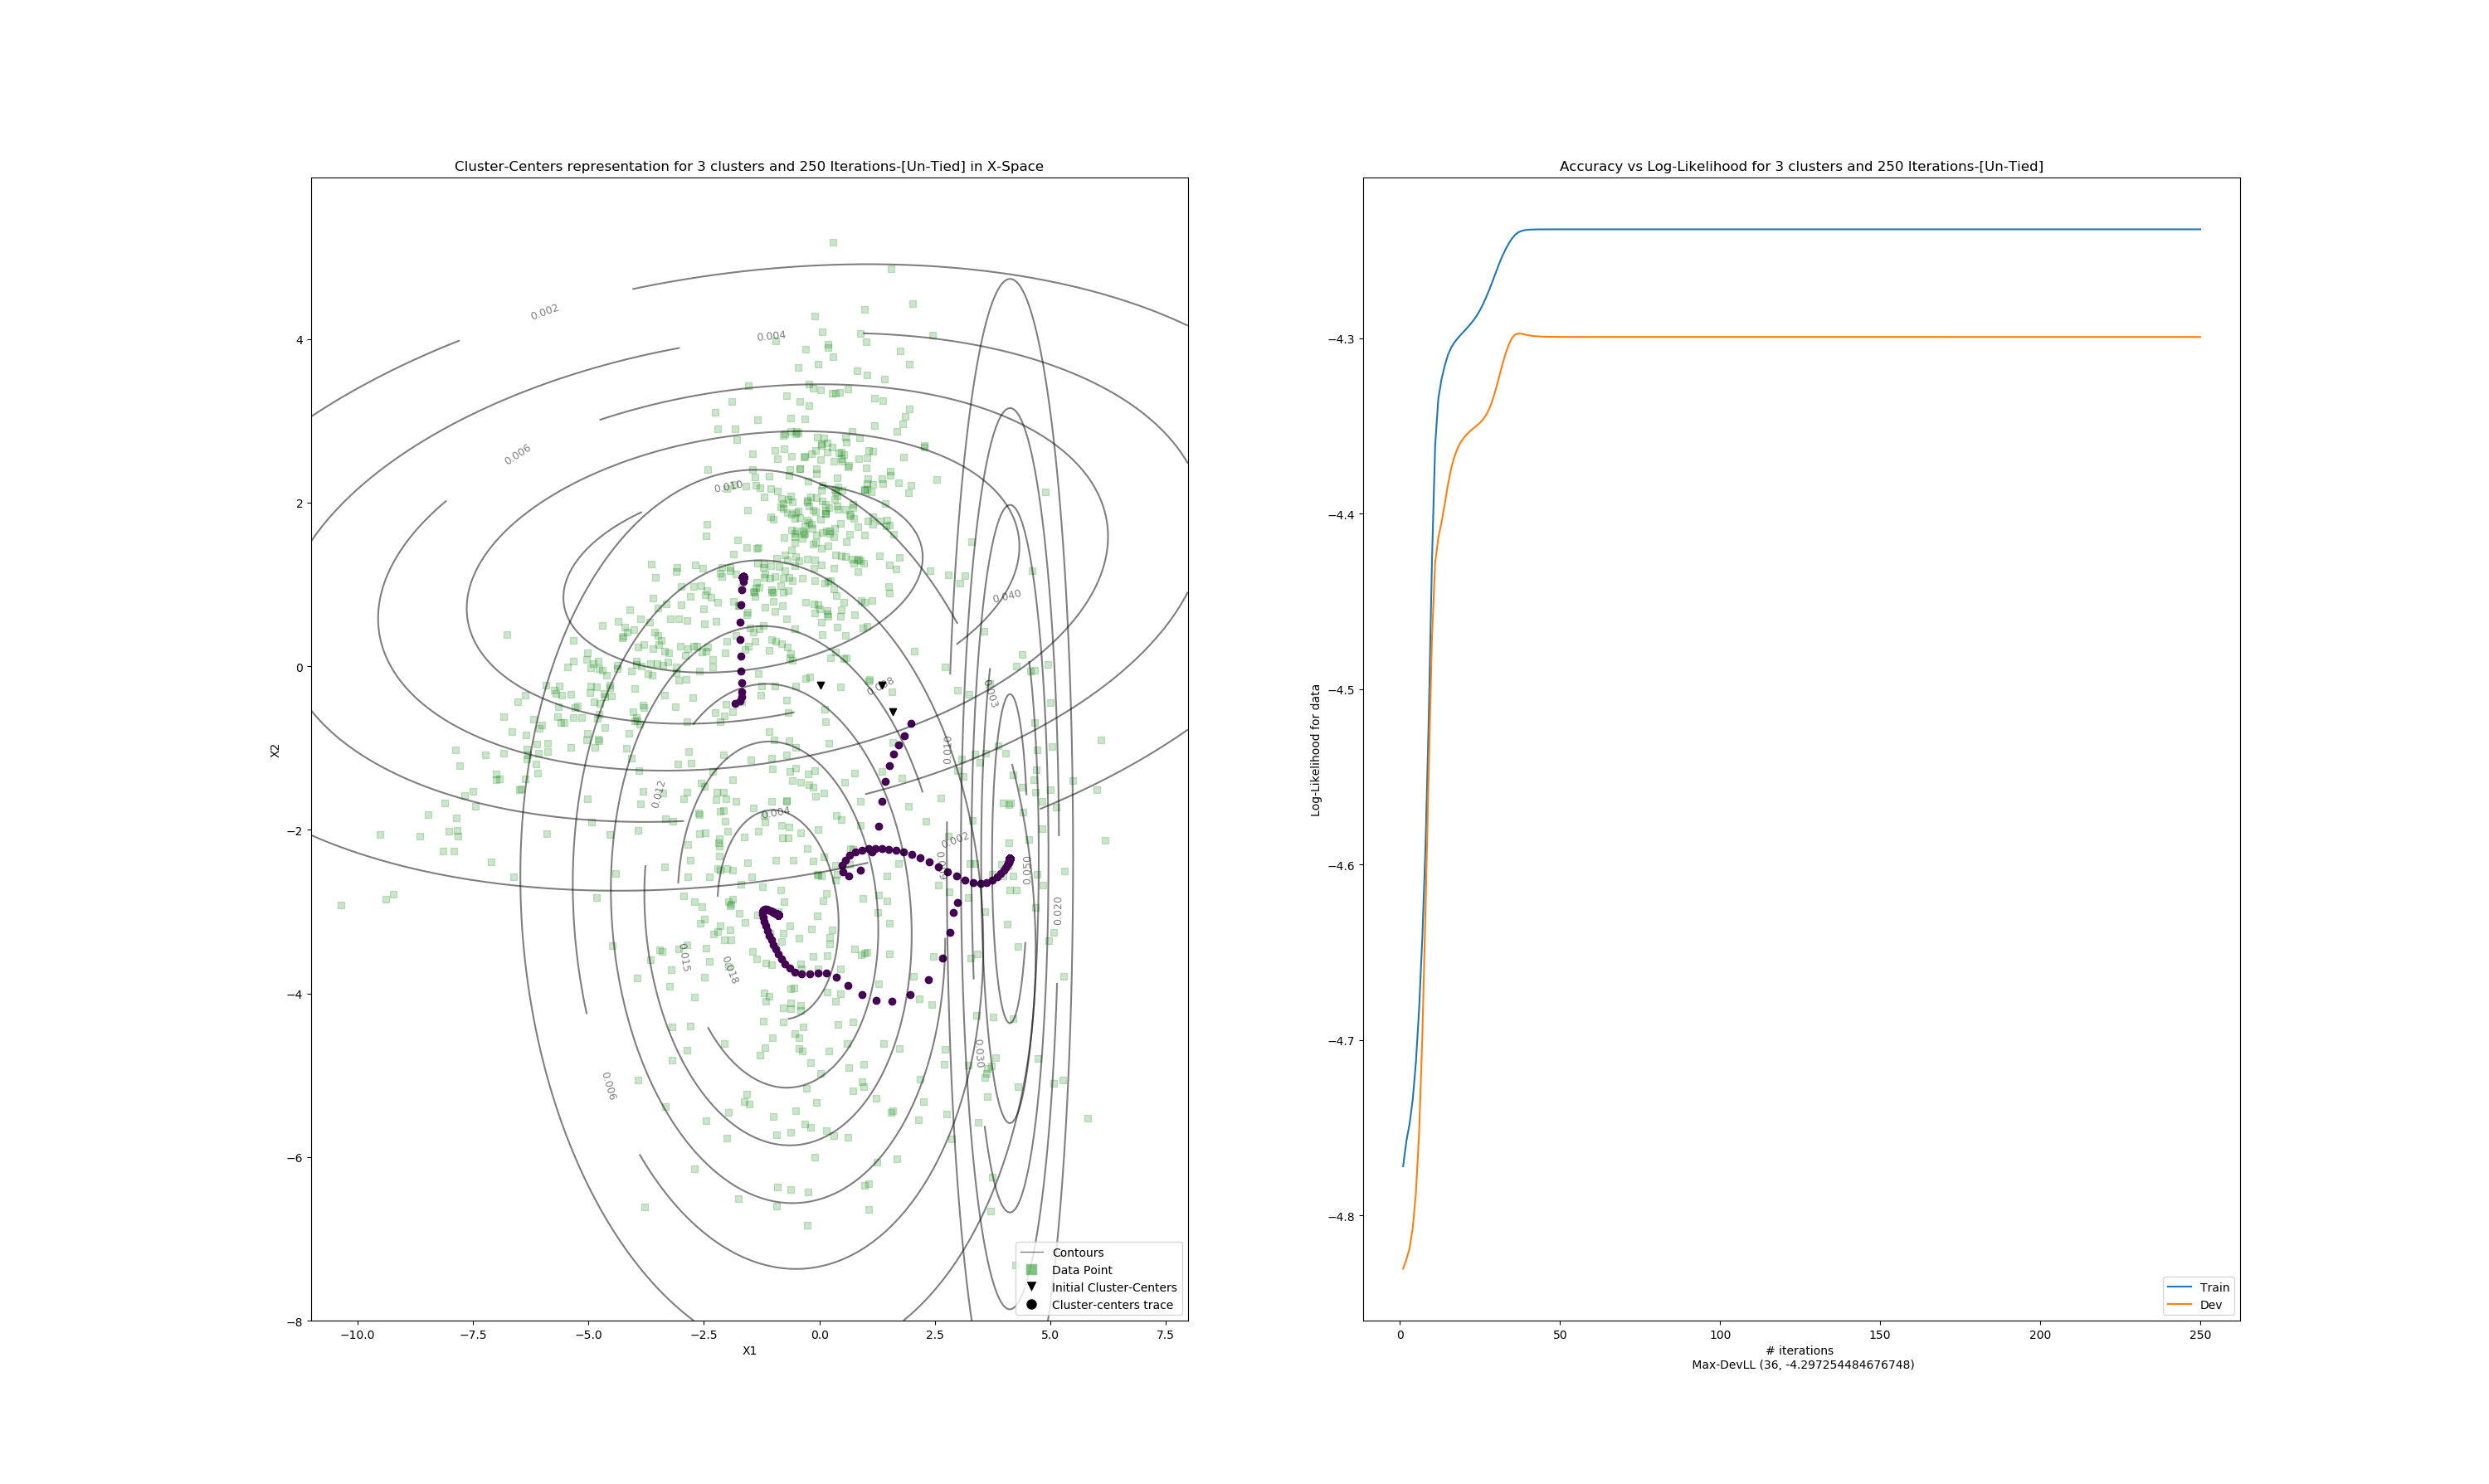 Cluster-Centers representation for 3 clusters and 250 Iterations-[Un-Tied] in X-Space
X2
4
2
0
−2
−4
−6
−8
0.002
0.004
0.006
0.010
0.040
0.008
0.003
0.010
0.012
0.004
0.002
0.050
0.020
0.015
0.018
0.030
0.006
Contours
Data Point
Initial Cluster-Centers
Cluster-centers trace
−10.0 −7.5 −5.0 −2.5 0.0 2.5 5.0 7.5
X1
Accuracy vs Log-Likelihood for 3 clusters and 250 Iterations-[Un-Tied]
Log-Likelihood for data
−4.3
−4.4
−4.5
−4.6
−4.7
−4.8
Train
Dev
0 50 100 150 200 250
# iterations
Max-DevLL (36, -4.297254484676748)